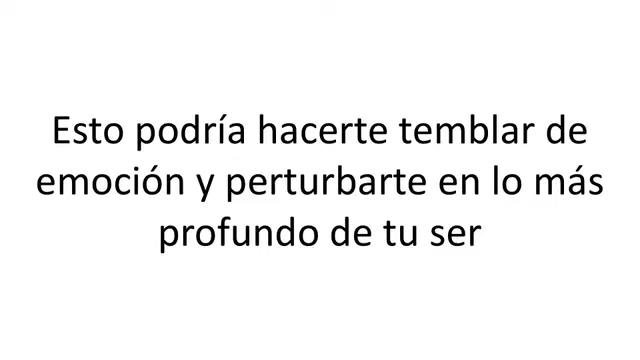 Esto podría hacerte temblar de
emoción y perturbarte en lo más
profundo de tu ser